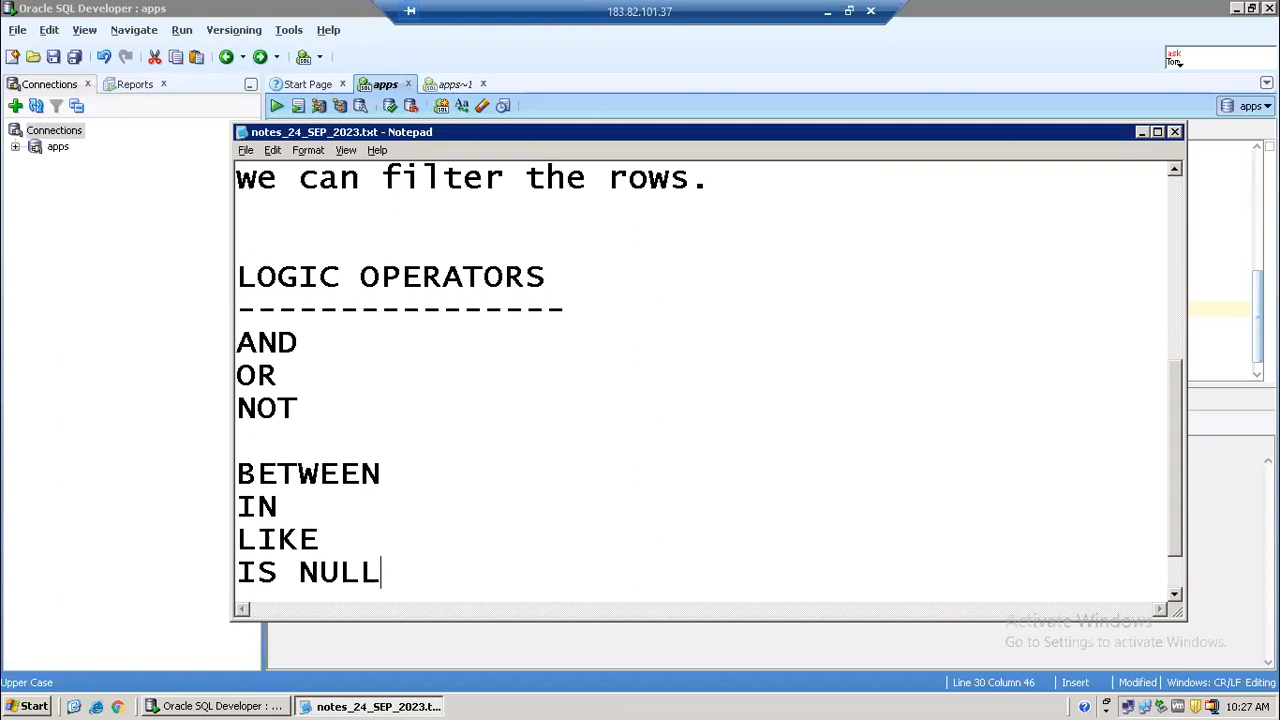 Oracle SQL Developer : apps
183.82.101.37
File Edit View Navigate Run Versioning Tools Help
ask
Tom
Connections Reports Start Page apps apps~1
apps
Connections
apps
notes_24_SEP_2023.txt - Notepad
File Edit Format View Help
we can filter the rows.
LOGIC OPERATORS
----------------
AND
OR
NOT
BETWEEN
IN
LIKE
IS NULL
Activate Windows
Go to Settings to activate Windows.
Upper Case Line 30 Column 46 Insert Modified Windows: CR/LF Editing
Start Oracle SQL Developer : ... notes_24_SEP_2023.t... 10:27 AM